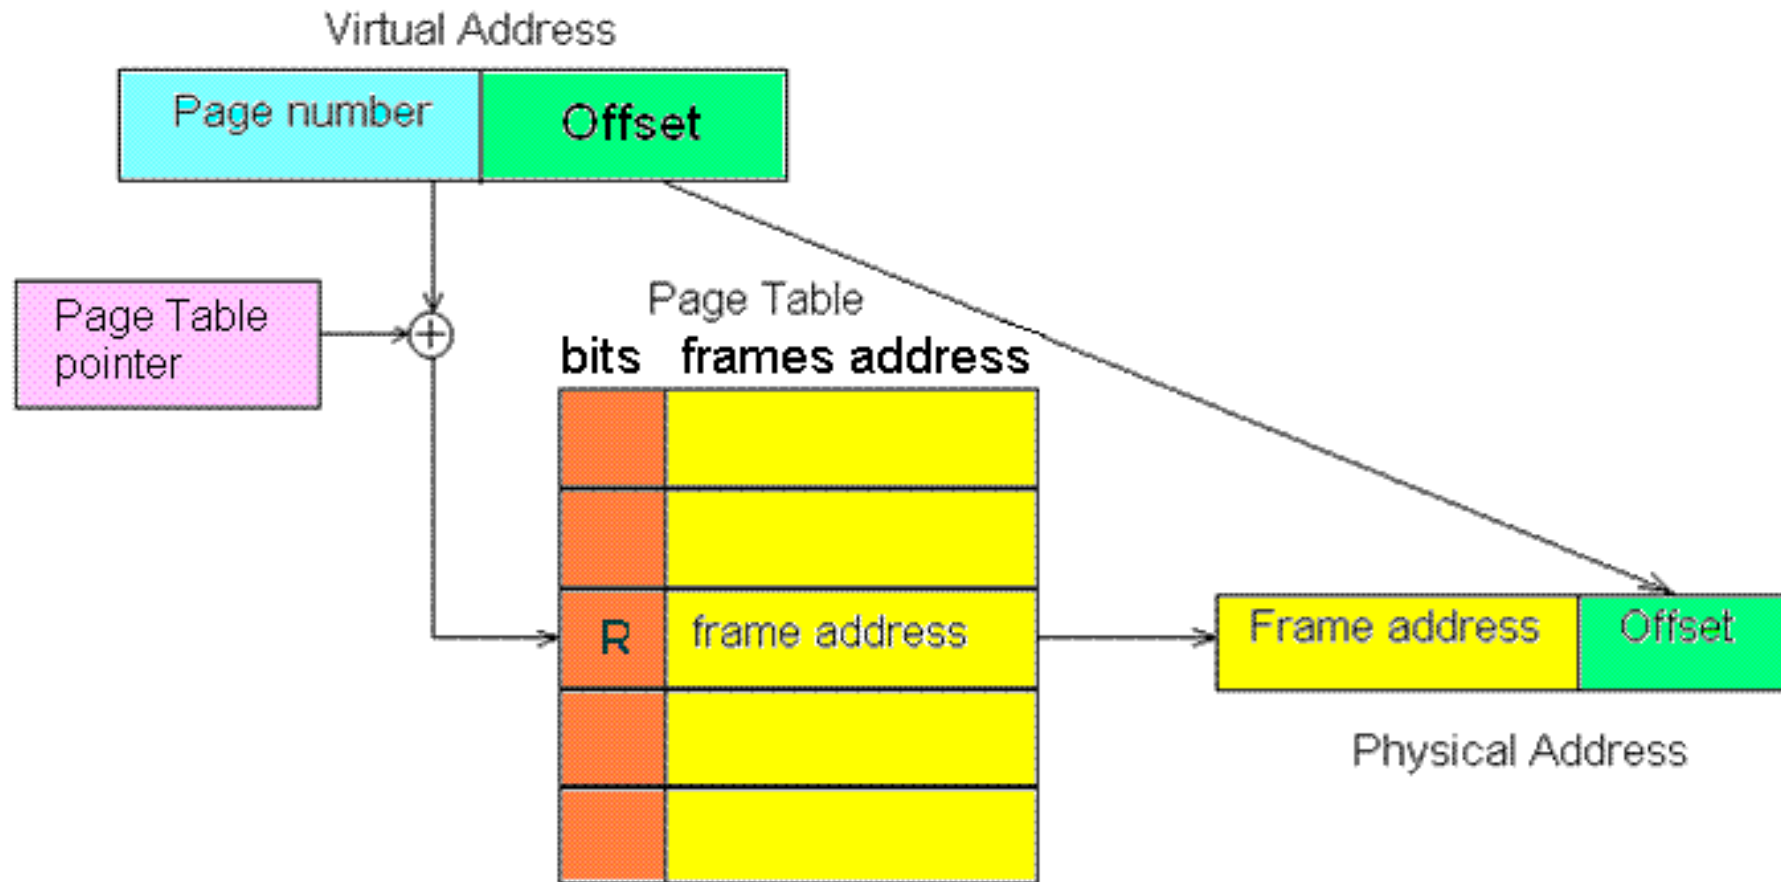 Virtual Address
Page number
Offset
Page Table
pointer
+
Page Table
bits
frames address
R
frame address
Frame address
Offset
Physical Address